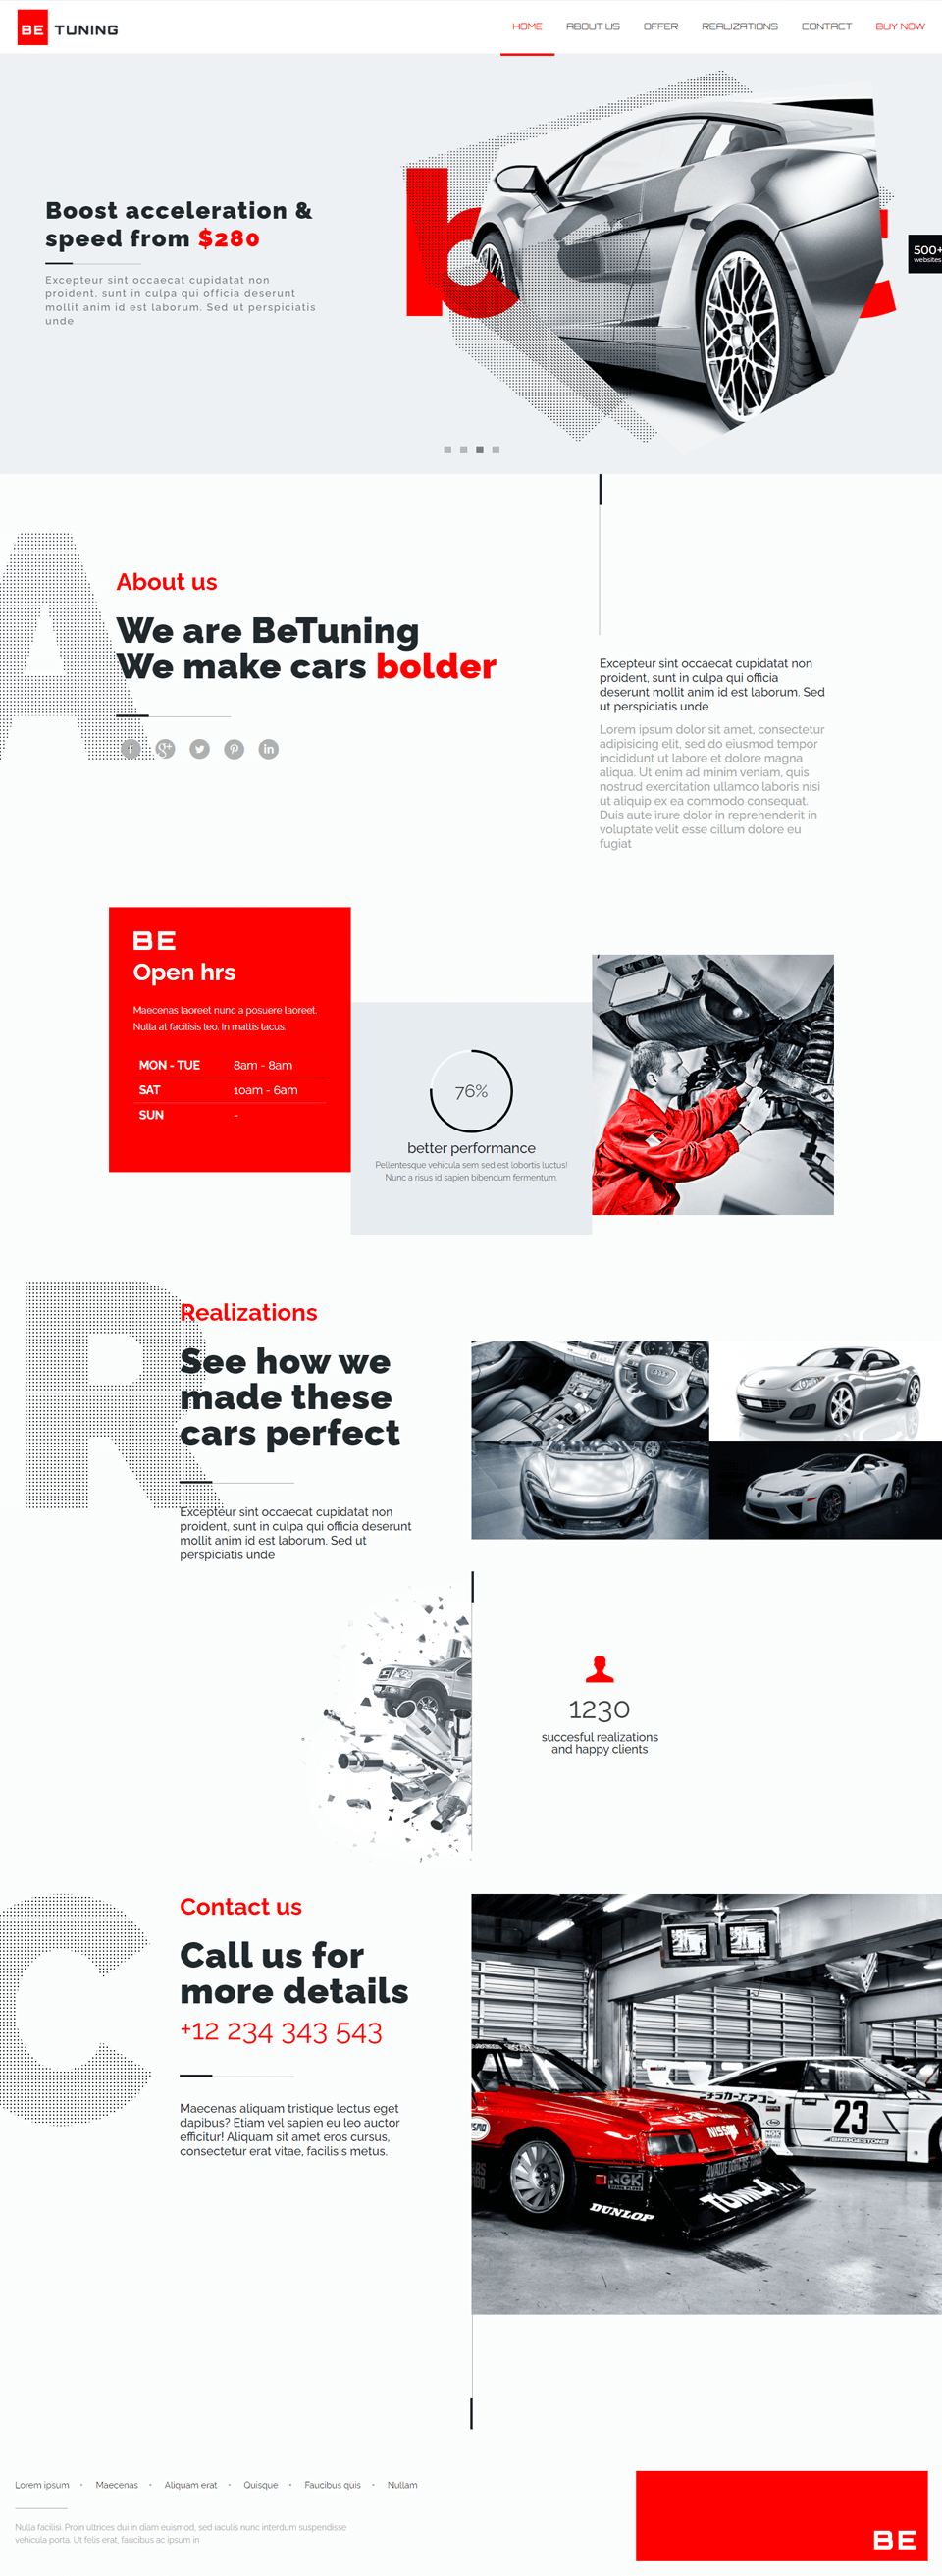 BE TUNING
HOME ABOUT US OFFER REALIZATIONS CONTACT BUY NOW
Boost acceleration &
speed from $280
Excepteur sint occaecat cupidatat non
proident, sunt in culpa qui officia deserunt
mollit anim id est laborum. Sed ut perspiciatis
unde
b
500+
websites
A
About us
We are BeTuning
We make cars bolder
Excepteur sint occaecat cupidatat non
proident, sunt in culpa qui officia
deserunt mollit anim id est laborum. Sed
ut perspiciatis unde
Lorem ipsum dolor sit amet, consectetur
adipisicing elit, sed do eiusmod tempor
incididunt ut labore et dolore magna
aliqua. Ut enim ad minim veniam, quis
nostrud exercitation ullamco laboris nisi
ut aliquip ex ea commodo consequat.
Duis aute irure dolor in reprehenderit in
voluptate velit esse cillum dolore eu
fugiat
BE
Open hrs
Maecenas laoreet nunc a posuere laoreet.
Nulla at facilisis leo. In mattis lacus.
MON - TUE 8am - 8am
SAT 10am - 6am
SUN -
76%
better performance
Pellentesque vehicula sem sed est lobortis luctus!
Nunc a risus id sapien bibendum fermentum.
R
Realizations
See how we
made these
cars perfect
Excepteur sint occaecat cupidatat non
proident, sunt in culpa qui officia deserunt
mollit anim id est laborum. Sed ut
perspiciatis unde
1230
succesful realizations
and happy clients
C
Contact us
Call us for
more details
+12 234 343 543
Maecenas aliquam tristique lectus eget
dapibus? Etiam vel sapien eu leo auctor
efficitur! Aliquam sit amet eros cursus,
consectetur erat vitae, facilisis metus.
23
BRIDGESTONE
NISSAN
NGK
DUNLOP
TOMICA
Lorem ipsum • Maecenas • Aliquam erat • Quisque • Faucibus quis • Nullam
Nulla facilisi. Proin ultrices dui in diam euismod, sed iaculis nunc interdum suspendisse
vehicula porta. Ut felis erat, faucibus ac ipsum in
BE